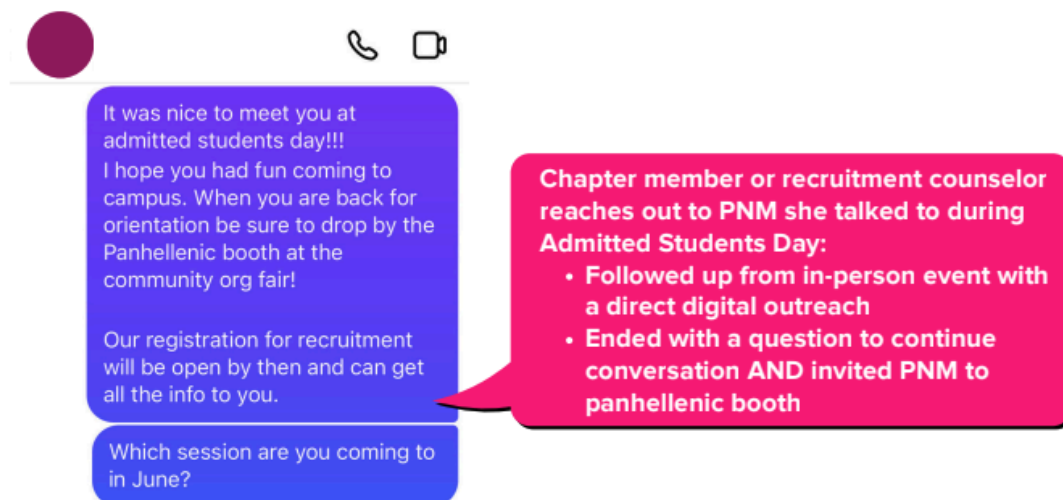 It was nice to meet you at
admitted students day!!!
I hope you had fun coming to
campus. When you are back for
orientation be sure to drop by the
Panhellenic booth at the
community org fair!
Our registration for recruitment
will be open by then and can get
all the info to you.
Which session are you coming to
in June?
Chapter member or recruitment counselor
reaches out to PNM she talked to during
Admitted Students Day:
• Followed up from in-person event with
a direct digital outreach
• Ended with a question to continue
conversation AND invited PNM to
panhellenic booth